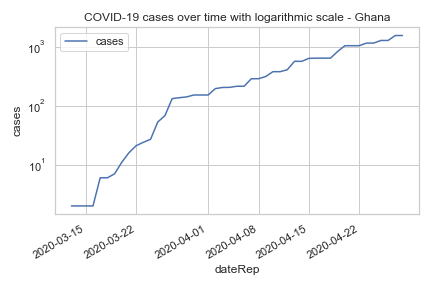 COVID-19 cases over time with logarithmic scale - Ghana
cases
10³
10²
10¹
cases
2020-03-15
2020-03-22
2020-04-01
2020-04-08
2020-04-15
2020-04-22
dateRep